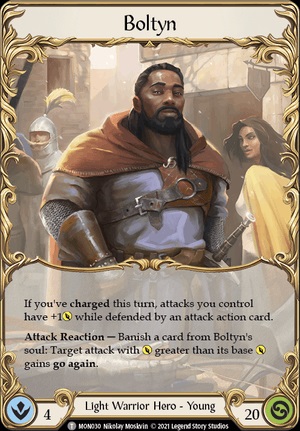 Boltyn
If you've charged this turn, attacks you control
have +1 while defended by an attack action card.
Attack Reaction — Banish a card from Boltyn's
soul: Target attack with greater than its base
gains go again.
4
Light Warrior Hero - Young
20
MON030 Nikolay Moskvin © 2021 Legend Story Studios